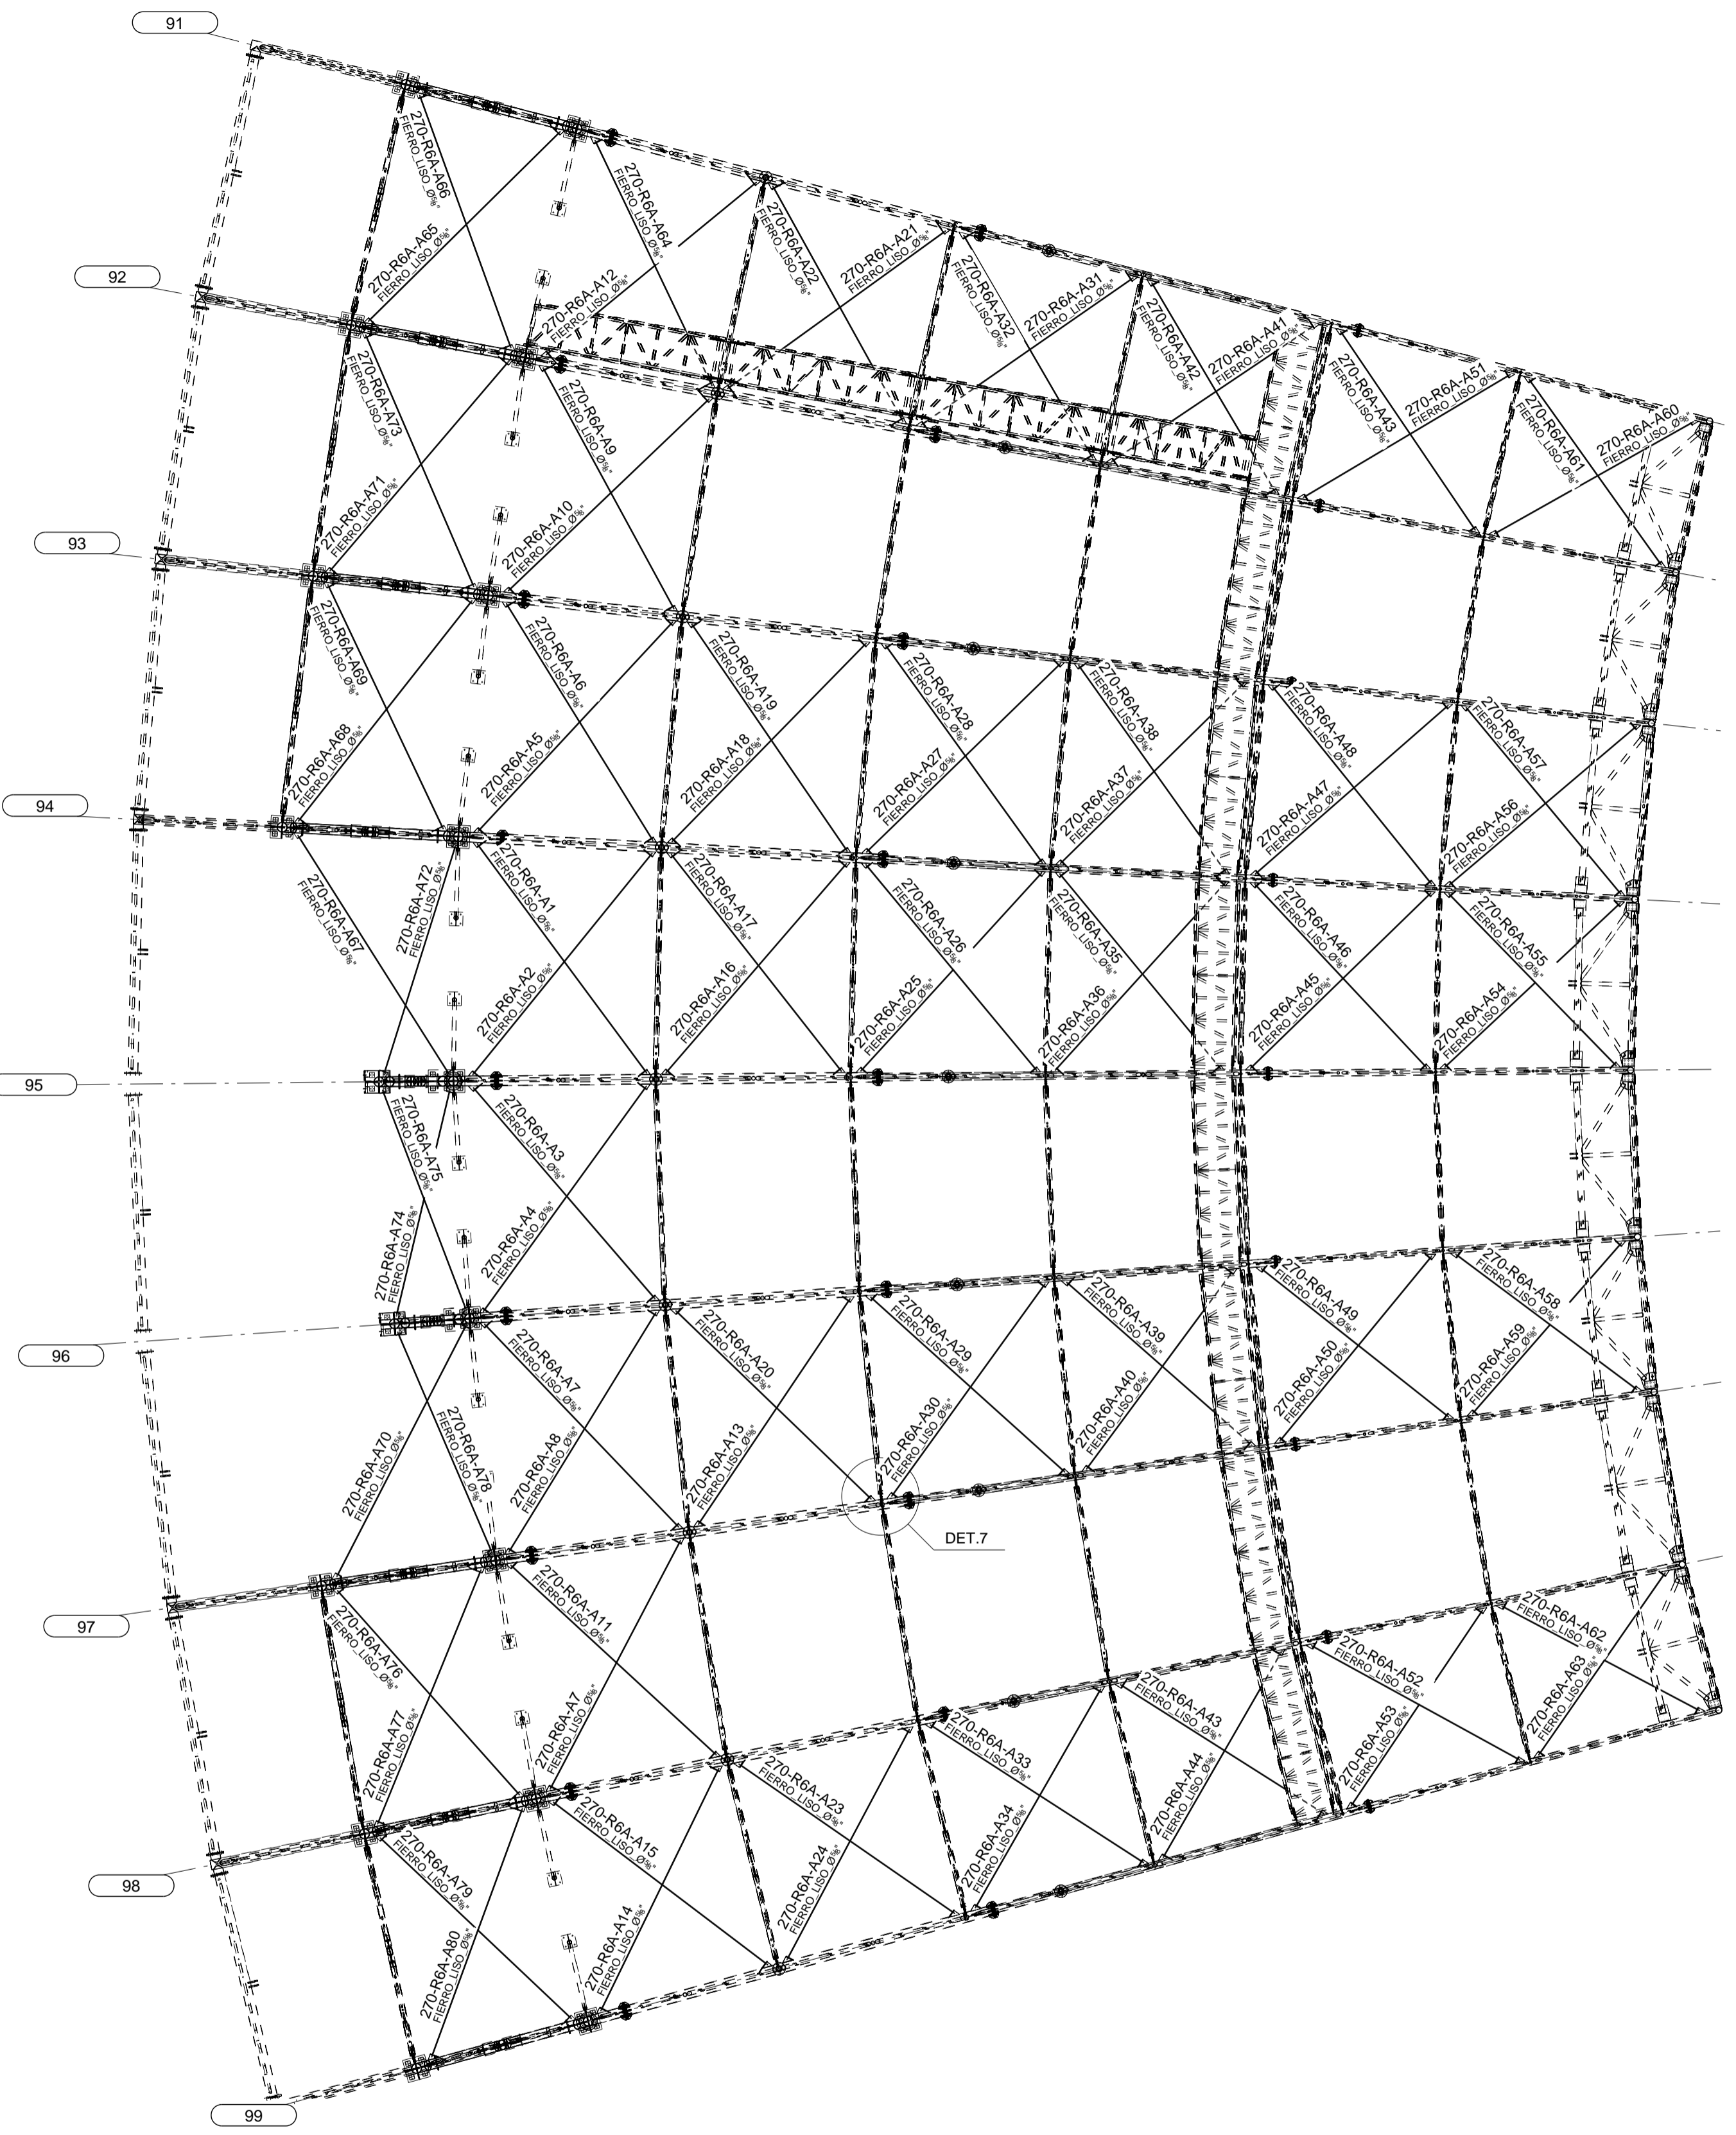 91
270-R6A-A66
FIERRO_LISO_Ø⅝"
270-R6A-A65
FIERRO_LISO_Ø⅝"
270-R6A-A64
FIERRO_LISO_Ø⅝"
270-R6A-A12
FIERRO_LISO_Ø⅝"
270-R6A-A22
FIERRO_LISO_Ø⅝"
270-R6A-A21
FIERRO_LISO_Ø⅝"
270-R6A-A32
FIERRO_LISO_Ø⅝"
270-R6A-A31
FIERRO_LISO_Ø⅝"
270-R6A-A42
FIERRO_LISO_Ø⅝"
270-R6A-A41
FIERRO_LISO_Ø⅝"
270-R6A-A43
FIERRO_LISO_Ø⅝"
270-R6A-A51
FIERRO_LISO_Ø⅝"
270-R6A-A61
FIERRO_LISO_Ø⅝"
270-R6A-A60
FIERRO_LISO_Ø⅝"
92
270-R6A-A73
FIERRO_LISO_Ø⅝"
270-R6A-A71
FIERRO_LISO_Ø⅝"
270-R6A-A9
FIERRO_LISO_Ø⅝"
270-R6A-A10
FIERRO_LISO_Ø⅝"
93
270-R6A-A69
FIERRO_LISO_Ø⅝"
270-R6A-A68
FIERRO_LISO_Ø⅝"
270-R6A-A6
FIERRO_LISO_Ø⅝"
270-R6A-A5
FIERRO_LISO_Ø⅝"
270-R6A-A19
FIERRO_LISO_Ø⅝"
270-R6A-A18
FIERRO_LISO_Ø⅝"
270-R6A-A28
FIERRO_LISO_Ø⅝"
270-R6A-A27
FIERRO_LISO_Ø⅝"
270-R6A-A38
FIERRO_LISO_Ø⅝"
270-R6A-A37
FIERRO_LISO_Ø⅝"
270-R6A-A48
FIERRO_LISO_Ø⅝"
270-R6A-A47
FIERRO_LISO_Ø⅝"
270-R6A-A57
FIERRO_LISO_Ø⅝"
270-R6A-A56
FIERRO_LISO_Ø⅝"
94
270-R6A-A67
FIERRO_LISO_Ø⅝"
270-R6A-A72
FIERRO_LISO_Ø⅝"
270-R6A-A1
FIERRO_LISO_Ø⅝"
270-R6A-A2
FIERRO_LISO_Ø⅝"
270-R6A-A17
FIERRO_LISO_Ø⅝"
270-R6A-A16
FIERRO_LISO_Ø⅝"
270-R6A-A26
FIERRO_LISO_Ø⅝"
270-R6A-A25
FIERRO_LISO_Ø⅝"
270-R6A-A35
FIERRO_LISO_Ø⅝"
270-R6A-A36
FIERRO_LISO_Ø⅝"
270-R6A-A46
FIERRO_LISO_Ø⅝"
270-R6A-A45
FIERRO_LISO_Ø⅝"
270-R6A-A55
FIERRO_LISO_Ø⅝"
270-R6A-A54
FIERRO_LISO_Ø⅝"
95
270-R6A-A75
FIERRO_LISO_Ø⅝"
270-R6A-A74
FIERRO_LISO_Ø⅝"
270-R6A-A3
FIERRO_LISO_Ø⅝"
270-R6A-A4
FIERRO_LISO_Ø⅝"
96
270-R6A-A70
FIERRO_LISO_Ø⅝"
270-R6A-A78
FIERRO_LISO_Ø⅝"
270-R6A-A7
FIERRO_LISO_Ø⅝"
270-R6A-A8
FIERRO_LISO_Ø⅝"
270-R6A-A20
FIERRO_LISO_Ø⅝"
270-R6A-A13
FIERRO_LISO_Ø⅝"
270-R6A-A29
FIERRO_LISO_Ø⅝"
270-R6A-A30
FIERRO_LISO_Ø⅝"
270-R6A-A39
FIERRO_LISO_Ø⅝"
270-R6A-A40
FIERRO_LISO_Ø⅝"
270-R6A-A49
FIERRO_LISO_Ø⅝"
270-R6A-A50
FIERRO_LISO_Ø⅝"
270-R6A-A58
FIERRO_LISO_Ø⅝"
270-R6A-A59
FIERRO_LISO_Ø⅝"
DET.7
97
270-R6A-A76
FIERRO_LISO_Ø⅝"
270-R6A-A77
FIERRO_LISO_Ø⅝"
270-R6A-A11
FIERRO_LISO_Ø⅝"
270-R6A-A7
FIERRO_LISO_Ø⅝"
98
270-R6A-A79
FIERRO_LISO_Ø⅝"
270-R6A-A80
FIERRO_LISO_Ø⅝"
270-R6A-A15
FIERRO_LISO_Ø⅝"
270-R6A-A14
FIERRO_LISO_Ø⅝"
270-R6A-A23
FIERRO_LISO_Ø⅝"
270-R6A-A24
FIERRO_LISO_Ø⅝"
270-R6A-A33
FIERRO_LISO_Ø⅝"
270-R6A-A34
FIERRO_LISO_Ø⅝"
270-R6A-A43
FIERRO_LISO_Ø⅝"
270-R6A-A44
FIERRO_LISO_Ø⅝"
270-R6A-A52
FIERRO_LISO_Ø⅝"
270-R6A-A53
FIERRO_LISO_Ø⅝"
270-R6A-A62
FIERRO_LISO_Ø⅝"
270-R6A-A63
FIERRO_LISO_Ø⅝"
99